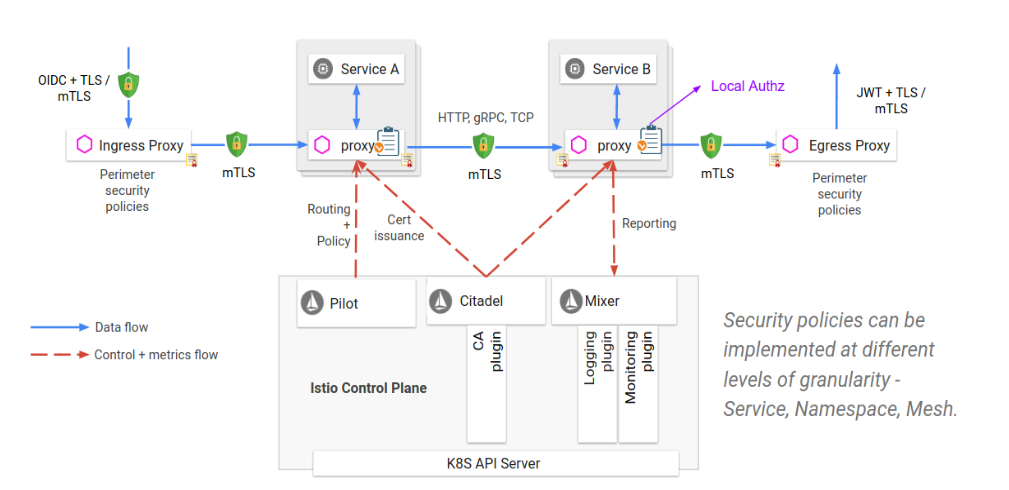 OIDC + TLS /
mTLS
Ingress Proxy
Perimeter
security
policies
mTLS
Service A
proxy
HTTP, gRPC, TCP
mTLS
Service B
proxy
Local Authz
mTLS
JWT + TLS /
mTLS
Egress Proxy
Perimeter
security
policies
Routing
+
Policy
Cert
issuance
Reporting
Pilot
Citadel
Mixer
CA
plugin
Logging
plugin
Monitoring
plugin
Istio Control Plane
K8S API Server
Data flow
Control + metrics flow
Security policies can be
implemented at different
levels of granularity -
Service, Namespace, Mesh.